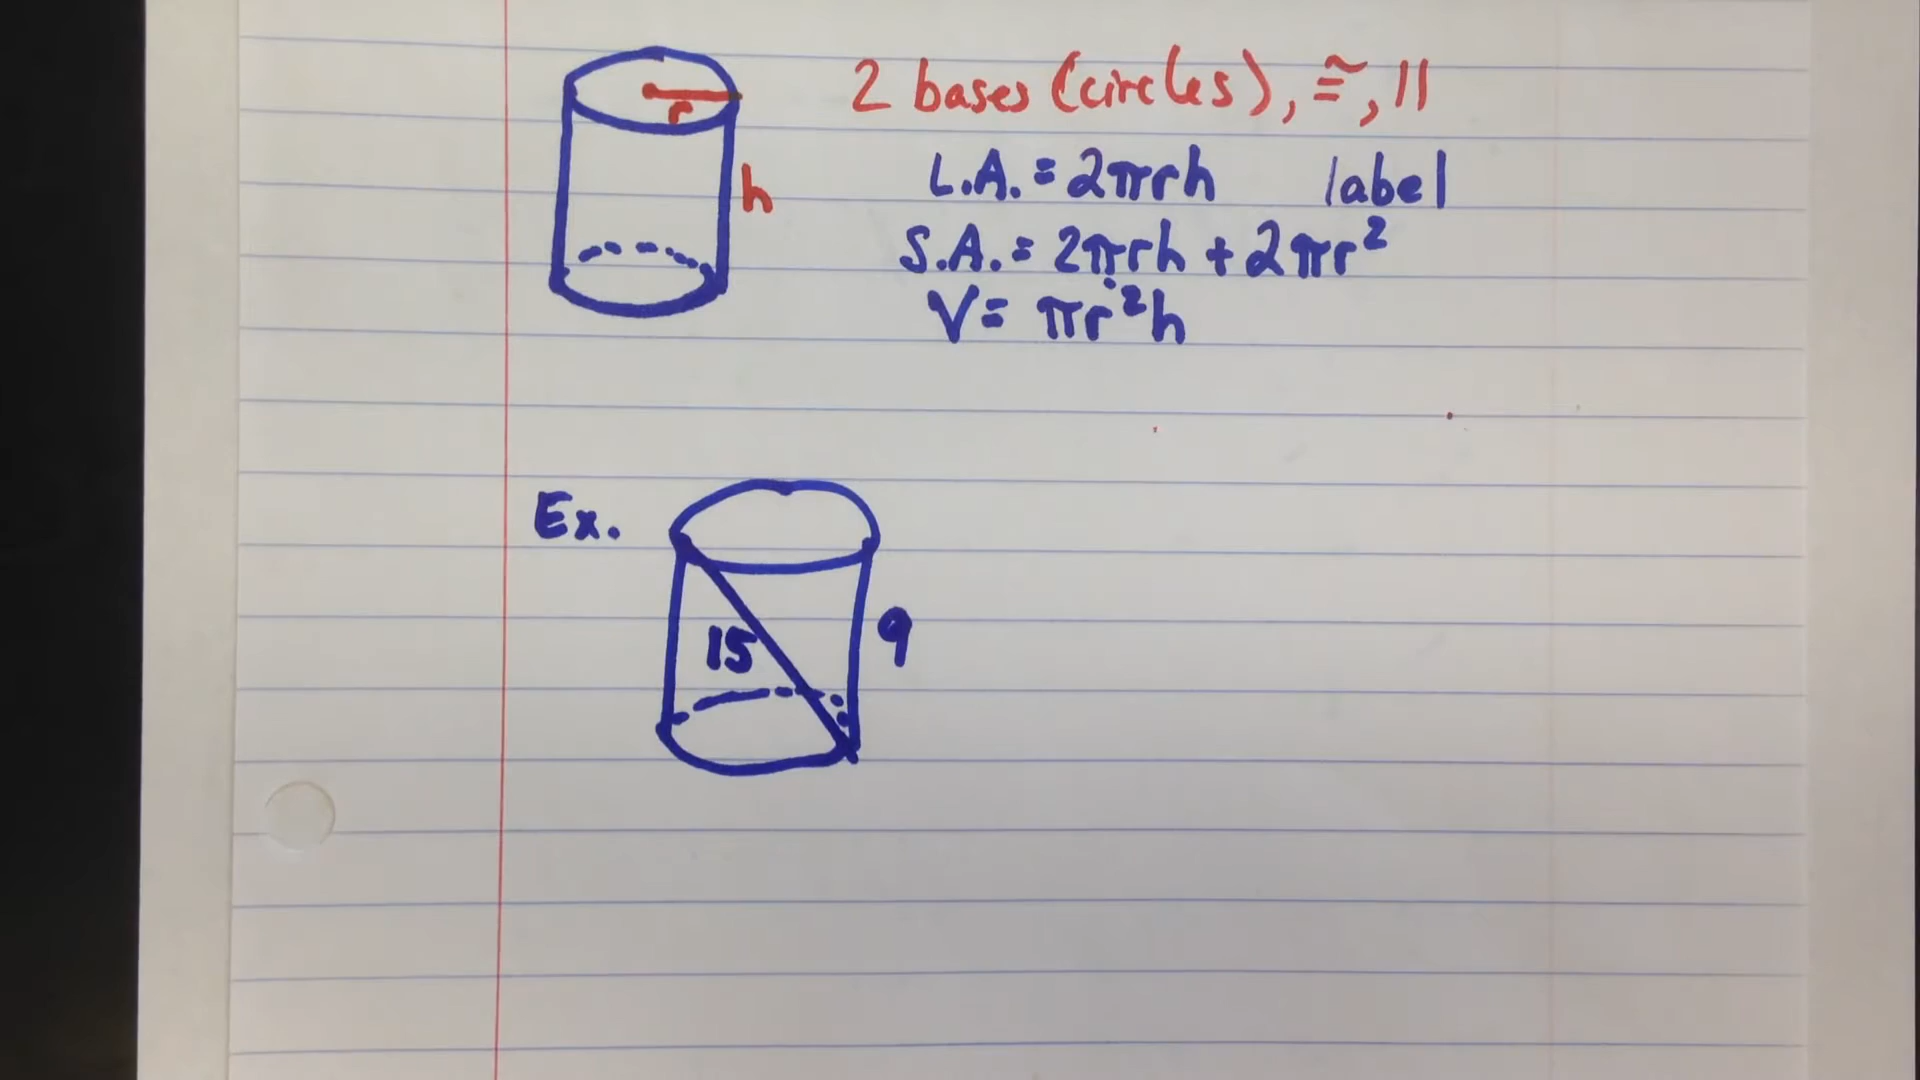 r
h
2 bases (circles), ≅, ||
L.A. = 2πrh label
S.A. = 2πrh + 2πr²
V = πr²h
Ex.
15
9